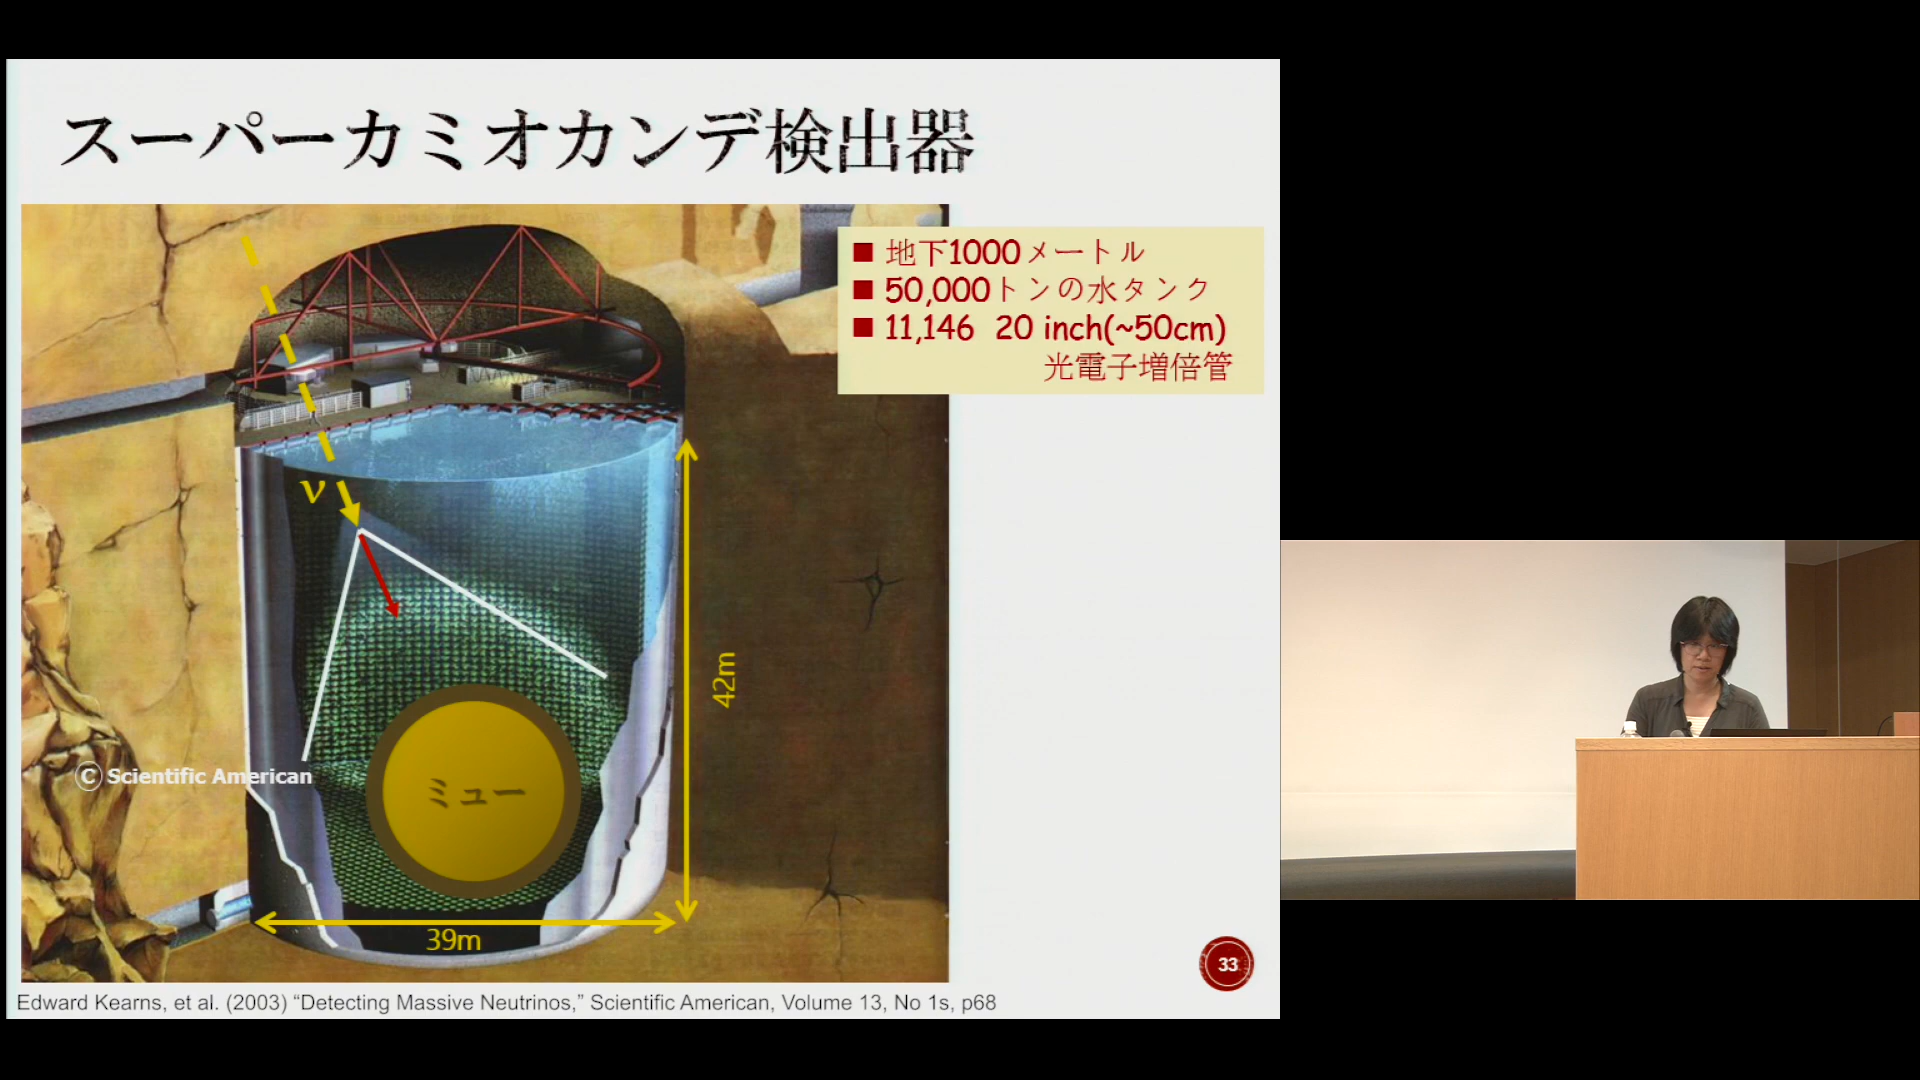 スーパーカミオカンデ検出器
■ 地下1000メートル
■ 50,000トンの水タンク
■ 11,146 20 inch(~50cm)
光電子増倍管
ν
42m
ミュー
© Scientific American
39m
33
Edward Kearns, et al. (2003) “Detecting Massive Neutrinos,” Scientific American, Volume 13, No 1s, p68